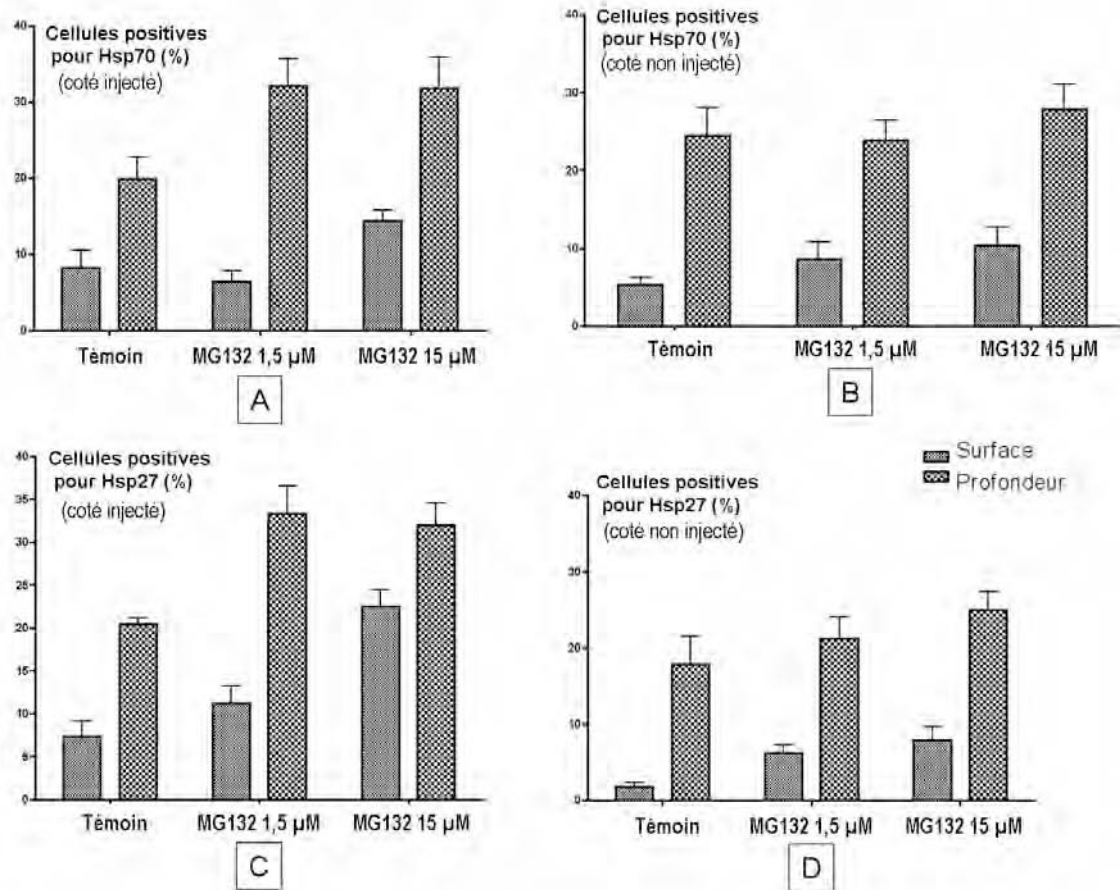 Cellules positives
pour Hsp70 (%)
(coté injecté)
40
30
20
10
0
Témoin MG132 1,5 µM MG132 15 µM
A
Cellules positives
pour Hsp70 (%)
(coté non injecté)
40
30
20
10
0
Témoin MG132 1,5 µM MG132 15 µM
B
Cellules positives
pour Hsp27 (%)
(coté injecté)
40
35
30
25
20
15
10
5
0
Témoin MG132 1,5 µM MG132 15 µM
C
Surface
Profondeur
Cellules positives
pour Hsp27 (%)
(coté non injecté)
40
30
20
10
0
Témoin MG132 1,5 µM MG132 15 µM
D